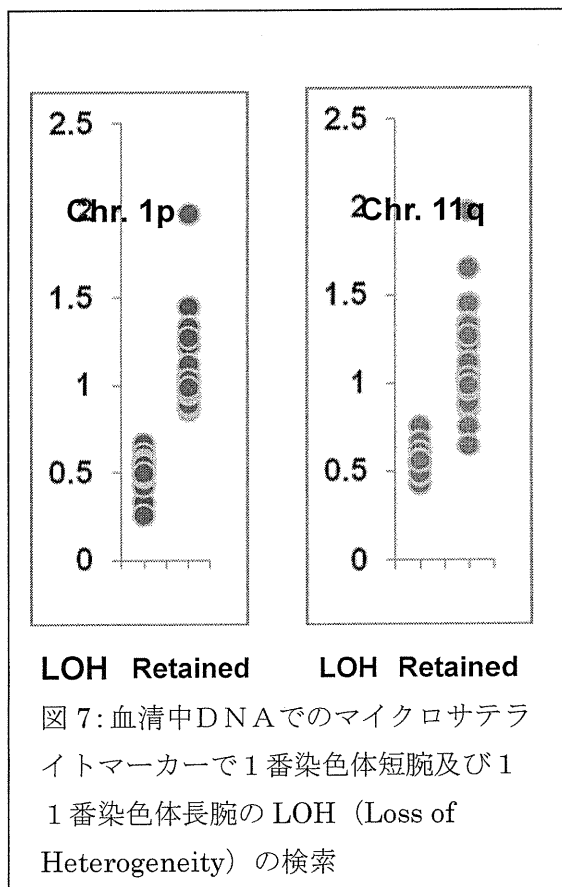 2.5
2
Chr. 1p
1.5
1
0.5
0
LOH Retained
2.5
2
Chr. 11q
1.5
1
0.5
0
LOH Retained
図 7:血清中ＤＮＡでのマイクロサテラ
イトマーカーで１番染色体短腕及び１
１番染色体長腕の LOH（Loss of
Heterogeneity）の検索